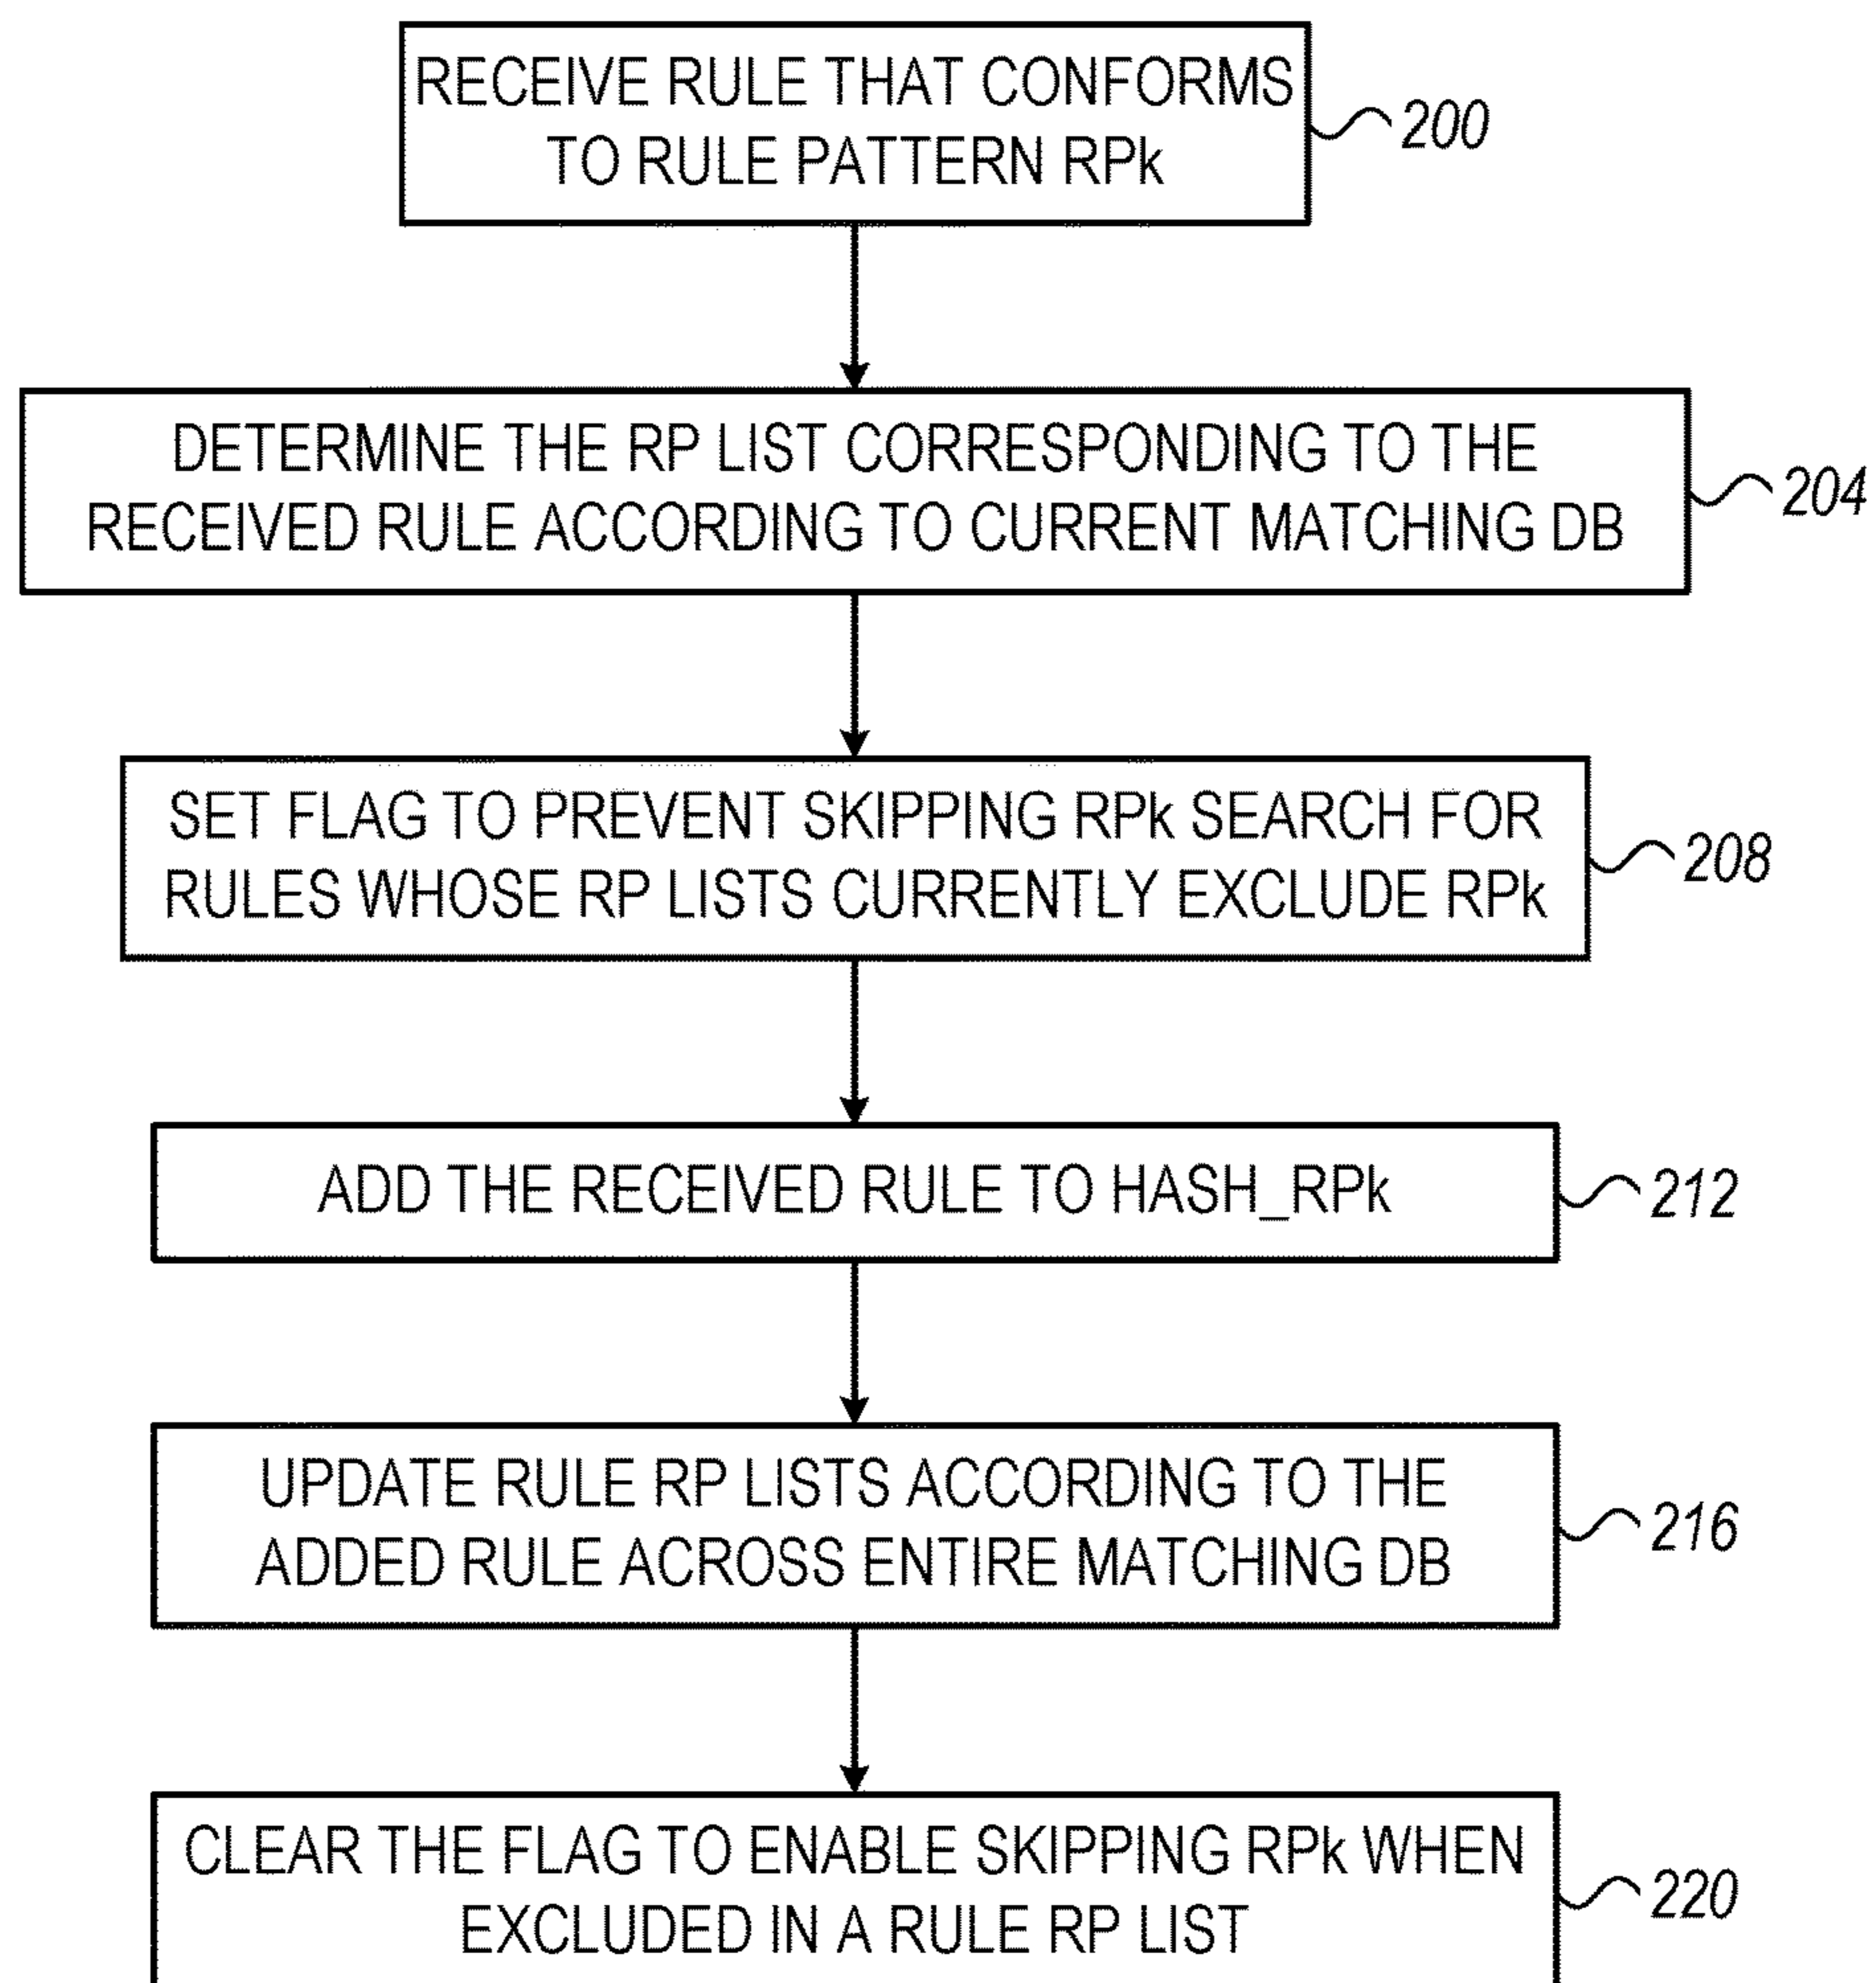 RECEIVE RULE THAT CONFORMS
TO RULE PATTERN RPk
200
DETERMINE THE RP LIST CORRESPONDING TO THE
RECEIVED RULE ACCORDING TO CURRENT MATCHING DB
204
SET FLAG TO PREVENT SKIPPING RPk SEARCH FOR
RULES WHOSE RP LISTS CURRENTLY EXCLUDE RPk
208
ADD THE RECEIVED RULE TO HASH_RPk
212
UPDATE RULE RP LISTS ACCORDING TO THE
ADDED RULE ACROSS ENTIRE MATCHING DB
216
CLEAR THE FLAG TO ENABLE SKIPPING RPk WHEN
EXCLUDED IN A RULE RP LIST
220